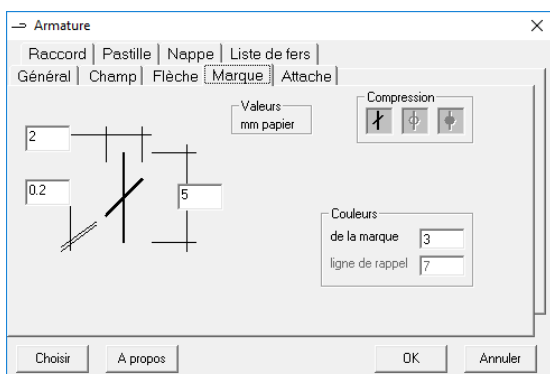 Armature
Raccord Pastille Nappe Liste de fers
Général Champ Flèche Marque Attache
Valeurs
mm papier
Compression
2
0.2
5
Couleurs
de la marque 3
ligne de rappel 7
Choisir A propos OK Annuler